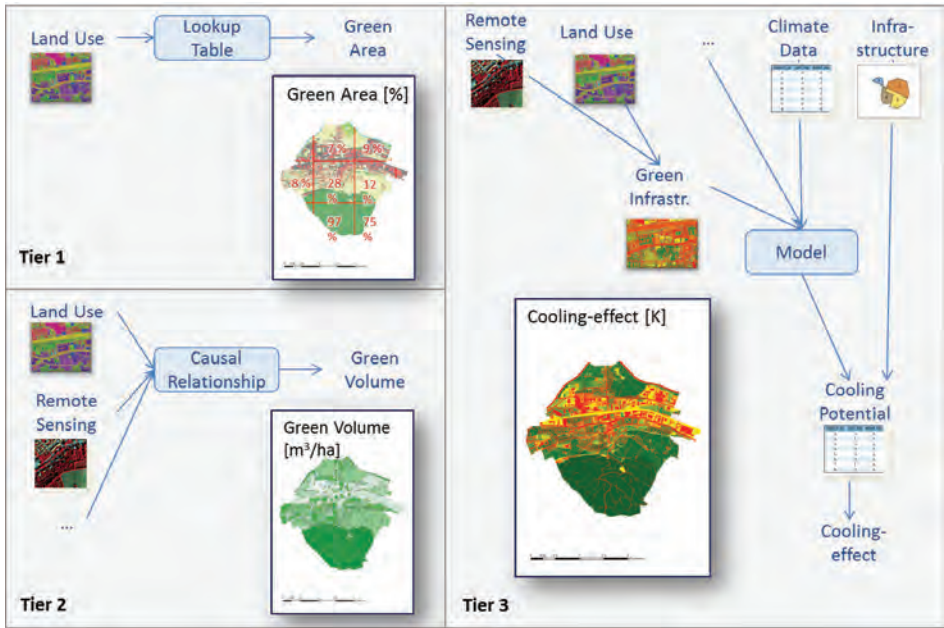 Land Use
Lookup
Table
Green
Area
Green Area [%]
7 %
9 %
8 %
28
%
12
%
97
%
75
%
Tier 1
Land Use
Remote
Sensing
...
Causal
Relationship
Green
Volume
Green Volume
[m³/ha]
Tier 2
Remote
Sensing
Land Use
...
Climate
Data
Infra-
structure
Green
Infrastr.
Model
Cooling-effect [K]
Cooling
Potential
Cooling-
effect
Tier 3